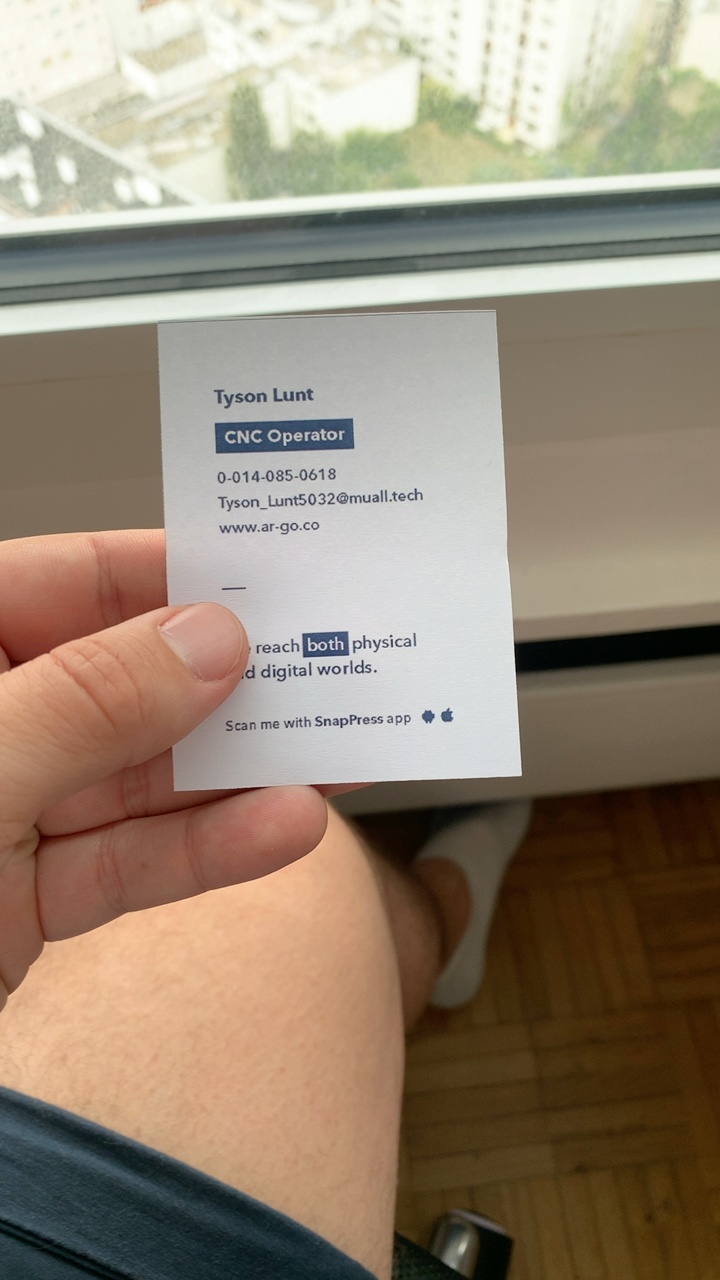 Tyson Lunt
CNC Operator
0-014-085-0618
Tyson_Lunt5032@muall.tech
www.ar-go.co
reach both physical
digital worlds.
Scan me with SnapPress app